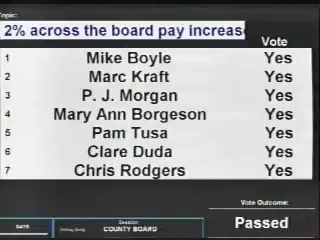 Topic:
2% across the board pay increase
Vote
1 Mike Boyle Yes
2 Marc Kraft Yes
3 P. J. Morgan Yes
4 Mary Ann Borgeson Yes
5 Pam Tusa Yes
6 Clare Duda Yes
7 Chris Rodgers Yes
Vote Outcome:
Passed
Session
COUNTY BOARD
DATE